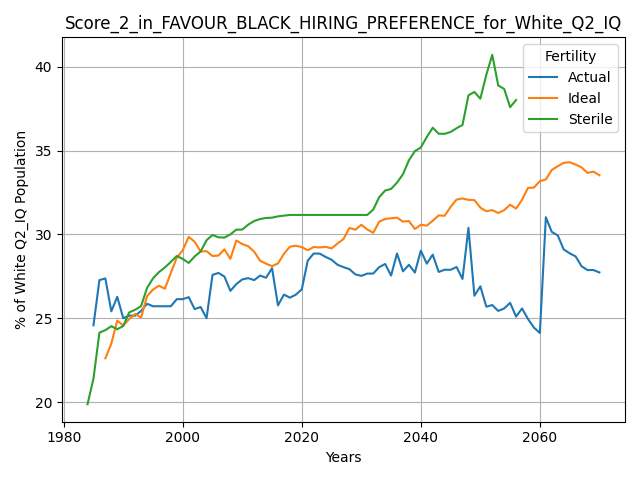 Score_2_in_FAVOUR_BLACK_HIRING_PREFERENCE_for_White_Q2_IQ
Fertility
Actual
Ideal
Sterile
% of White Q2_IQ Population
40
35
30
25
20
1980
2000
2020
2040
2060
Years